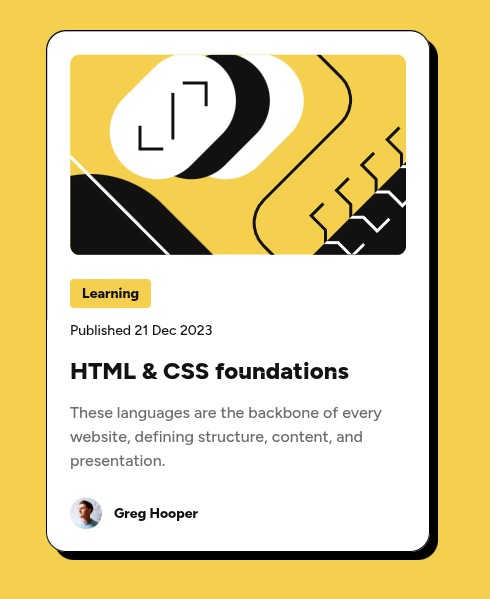 Learning
Published 21 Dec 2023
HTML & CSS foundations
These languages are the backbone of every
website, defining structure, content, and
presentation.
Greg Hooper